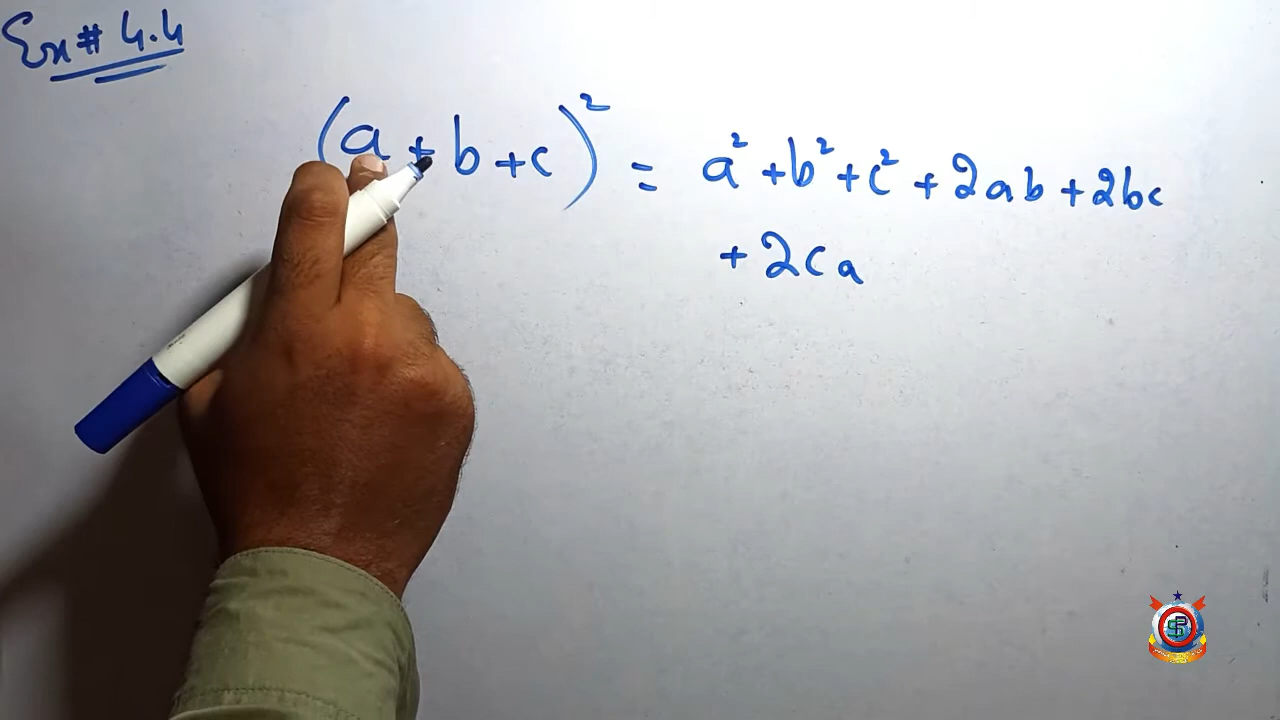 Ex# 4.4
(a + b + c)² = a² + b² + c² + 2ab + 2bc
+ 2ca